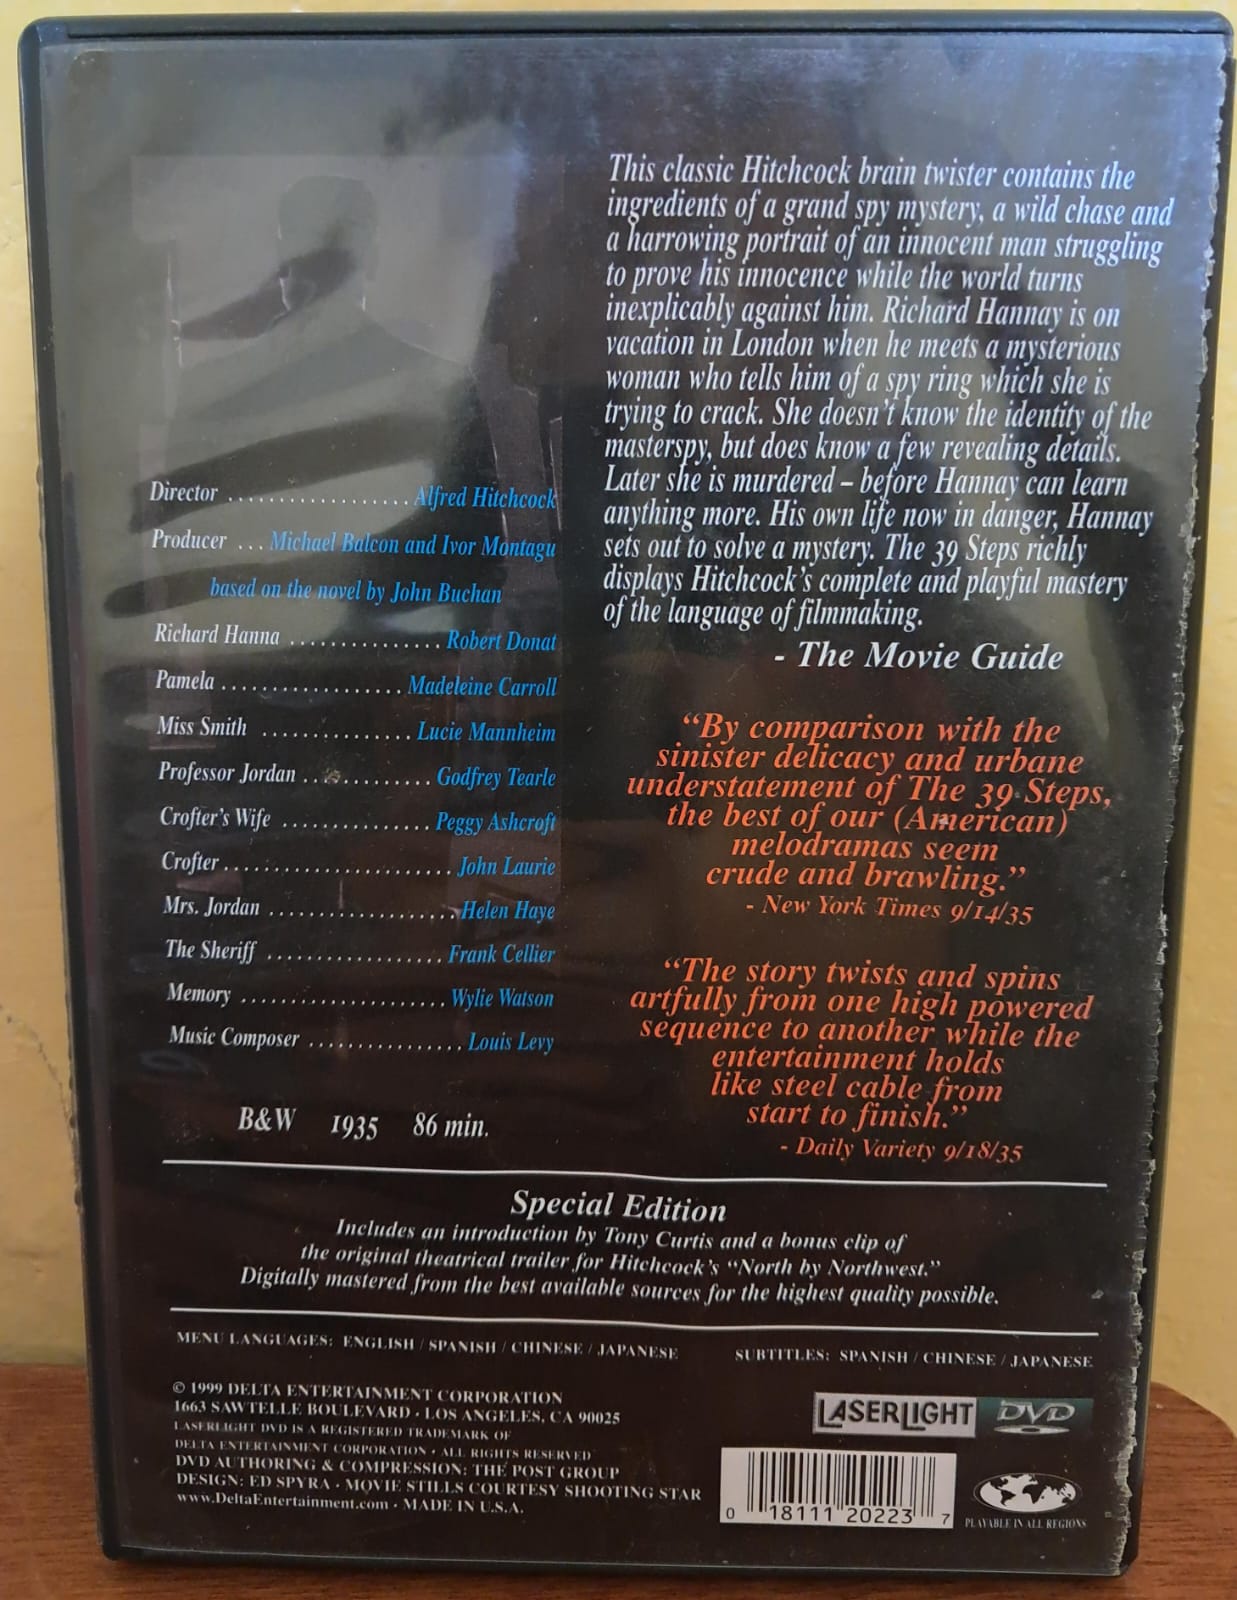 This classic Hitchcock brain twister contains the
ingredients of a grand spy mystery, a wild chase and
a harrowing portrait of an innocent man struggling
to prove his innocence while the world turns
inexplicably against him. Richard Hannay is on
vacation in London when he meets a mysterious
woman who tells him of a spy ring which she is
trying to crack. She doesn't know the identity of the
masterspy, but does know a few revealing details.
Later she is murdered – before Hannay can learn
anything more. His own life now in danger, Hannay
sets out to solve a mystery. The 39 Steps richly
displays Hitchcock's complete and playful mastery
of the language of filmmaking.
- The Movie Guide
"By comparison with the
sinister delicacy and urbane
understatement of The 39 Steps,
the best of our (American)
melodramas seem
crude and brawling."
- New York Times 9/14/35
"The story twists and spins
artfully from one high powered
sequence to another while the
entertainment holds
like steel cable from
start to finish."
- Daily Variety 9/18/35
Director .................. Alfred Hitchcock
Producer ... Michael Balcon and Ivor Montagu
based on the novel by John Buchan
Richard Hanna ............... Robert Donat
Pamela .................. Madeleine Carroll
Miss Smith ............... Lucie Mannheim
Professor Jordan ............. Godfrey Tearle
Crofter's Wife ............... Peggy Ashcroft
Crofter ....................... John Laurie
Mrs. Jordan ................... Helen Haye
The Sheriff .................. Frank Cellier
Memory ..................... Wylie Watson
Music Composer ................ Louis Levy
B&W 1935 86 min.
Special Edition
Includes an introduction by Tony Curtis and a bonus clip of
the original theatrical trailer for Hitchcock's "North by Northwest."
Digitally mastered from the best available sources for the highest quality possible.
MENU LANGUAGES: ENGLISH / SPANISH / CHINESE / JAPANESE
SUBTITLES: SPANISH / CHINESE / JAPANESE
© 1999 DELTA ENTERTAINMENT CORPORATION
1663 SAWTELLE BOULEVARD · LOS ANGELES, CA 90025
LASERLIGHT DVD IS A REGISTERED TRADEMARK OF
DELTA ENTERTAINMENT CORPORATION · ALL RIGHTS RESERVED
DVD AUTHORING & COMPRESSION: THE POST GROUP
DESIGN: ED SPYRA · MOVIE STILLS COURTESY SHOOTING STAR
www.DeltaEntertainment.com · MADE IN U.S.A.
LASERLIGHT DVD
0 18111 20223 7
PLAYABLE IN ALL REGIONS